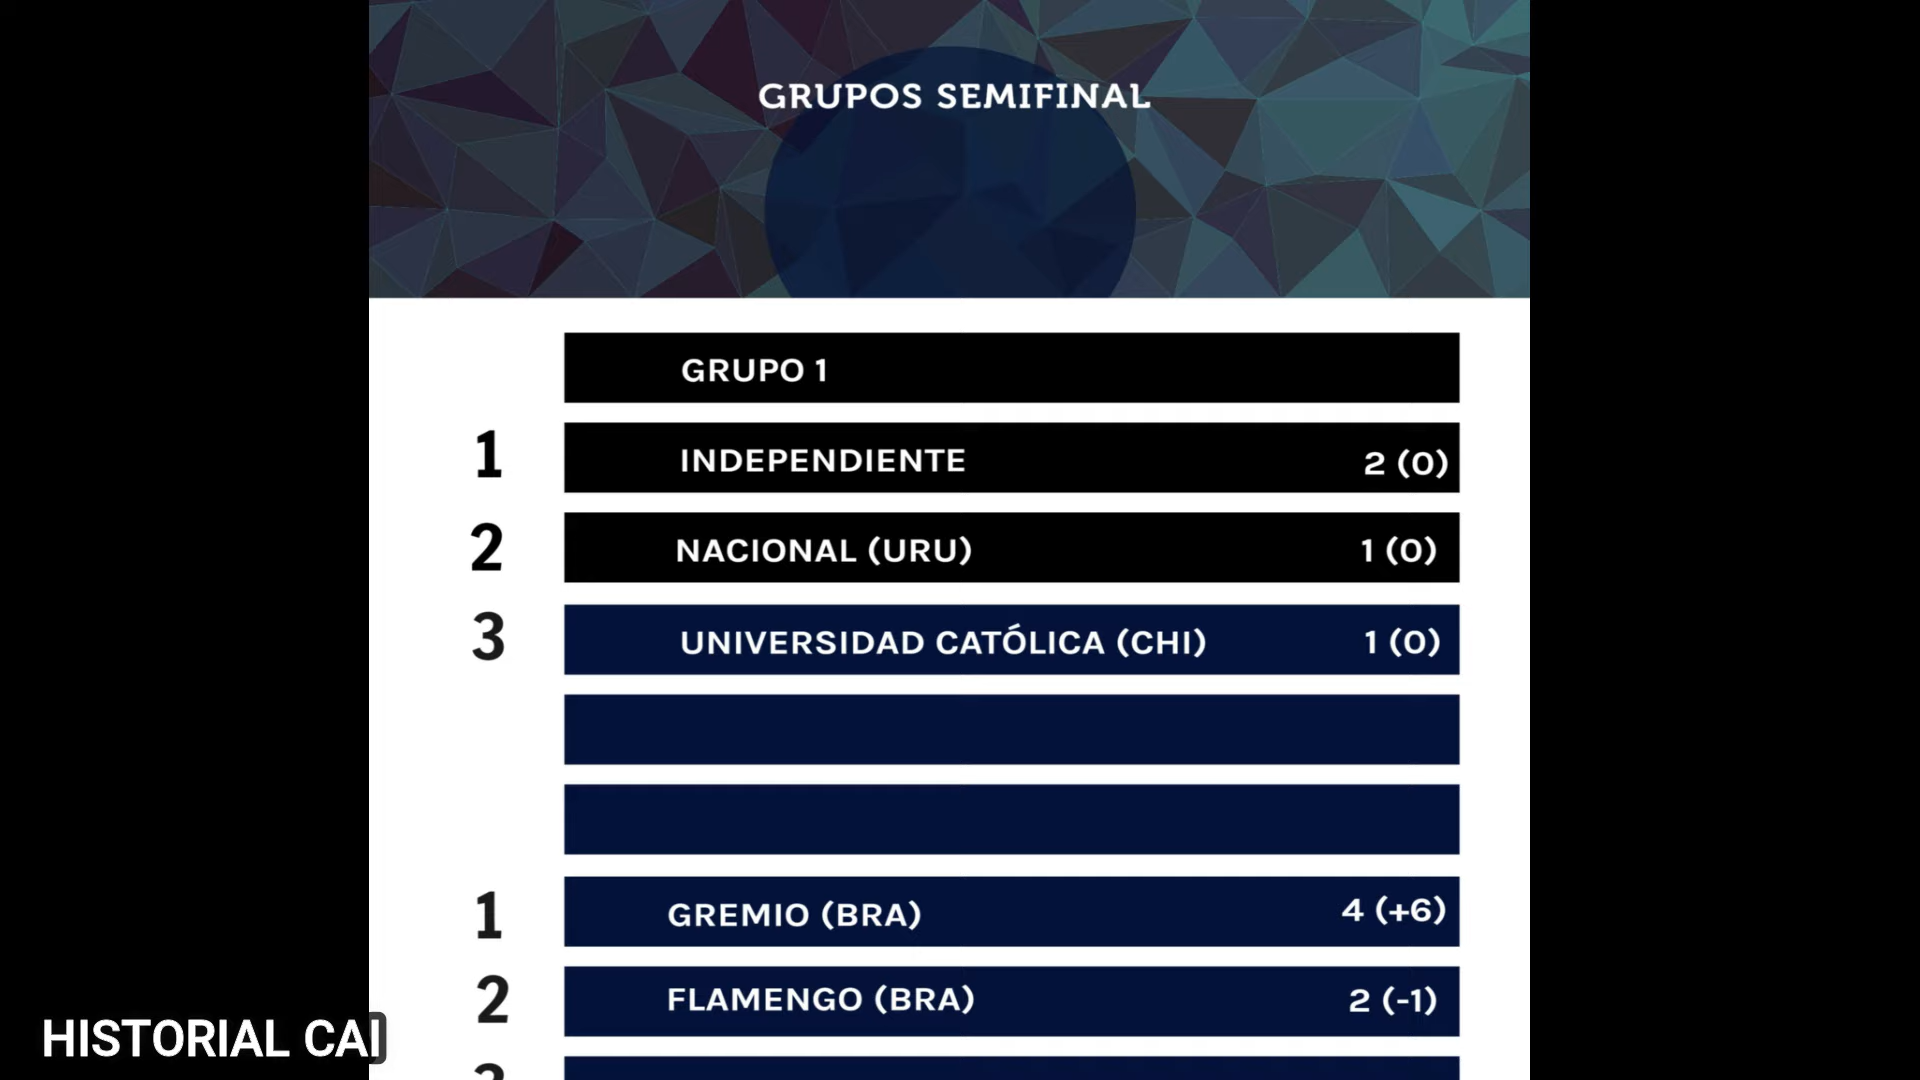 GRUPOS SEMIFINAL
GRUPO 1
1 INDEPENDIENTE 2 (0)
2 NACIONAL (URU) 1 (0)
3 UNIVERSIDAD CATÓLICA (CHI) 1 (0)
1 GREMIO (BRA) 4 (+6)
2 FLAMENGO (BRA) 2 (-1)
HISTORIAL CAI